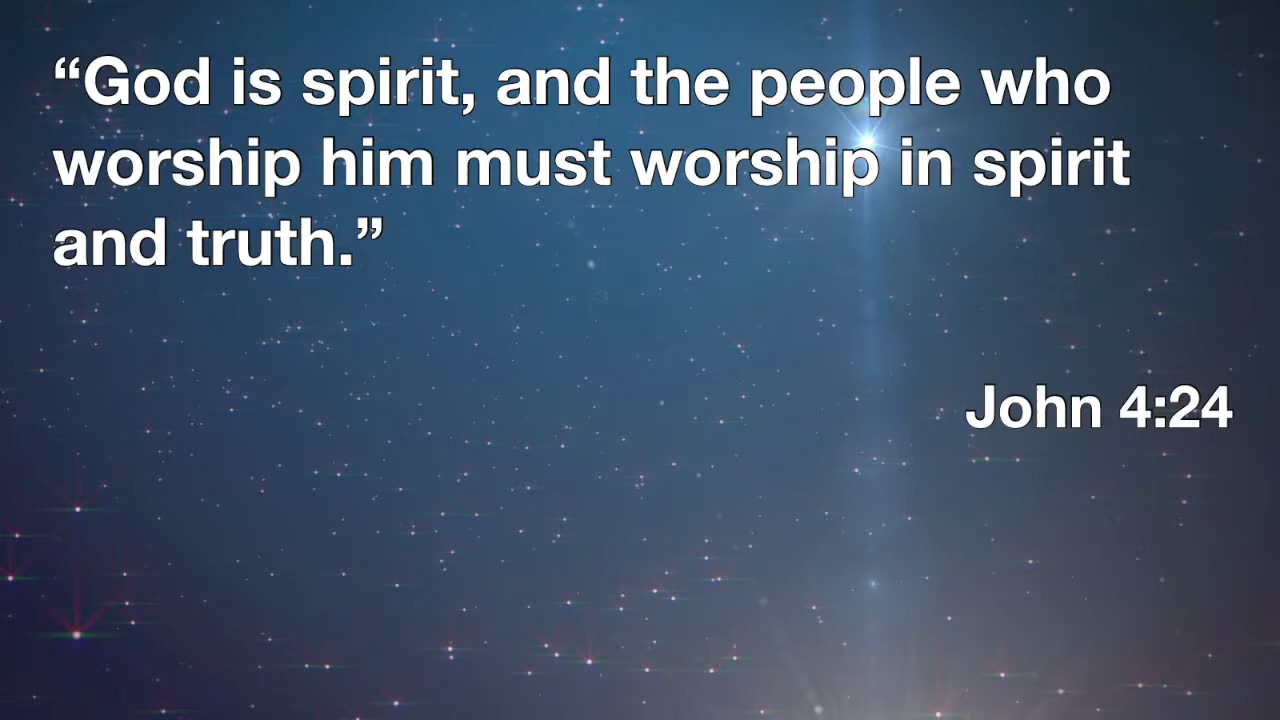 “God is spirit, and the people who
worship him must worship in spirit
and truth.”
John 4:24